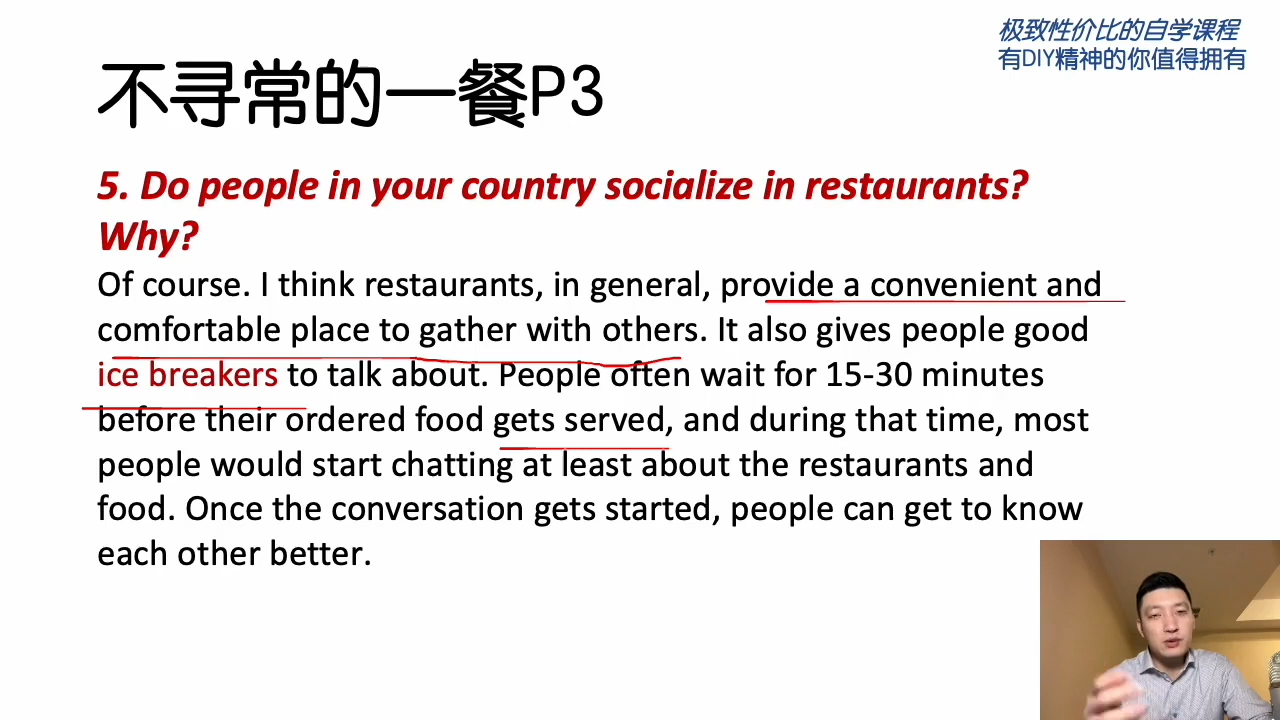 极致性价比的自学课程
有DIY精神的你值得拥有
不寻常的一餐P3
5. Do people in your country socialize in restaurants?
Why?
Of course. I think restaurants, in general, provide a convenient and
comfortable place to gather with others. It also gives people good
ice breakers to talk about. People often wait for 15-30 minutes
before their ordered food gets served, and during that time, most
people would start chatting at least about the restaurants and
food. Once the conversation gets started, people can get to know
each other better.